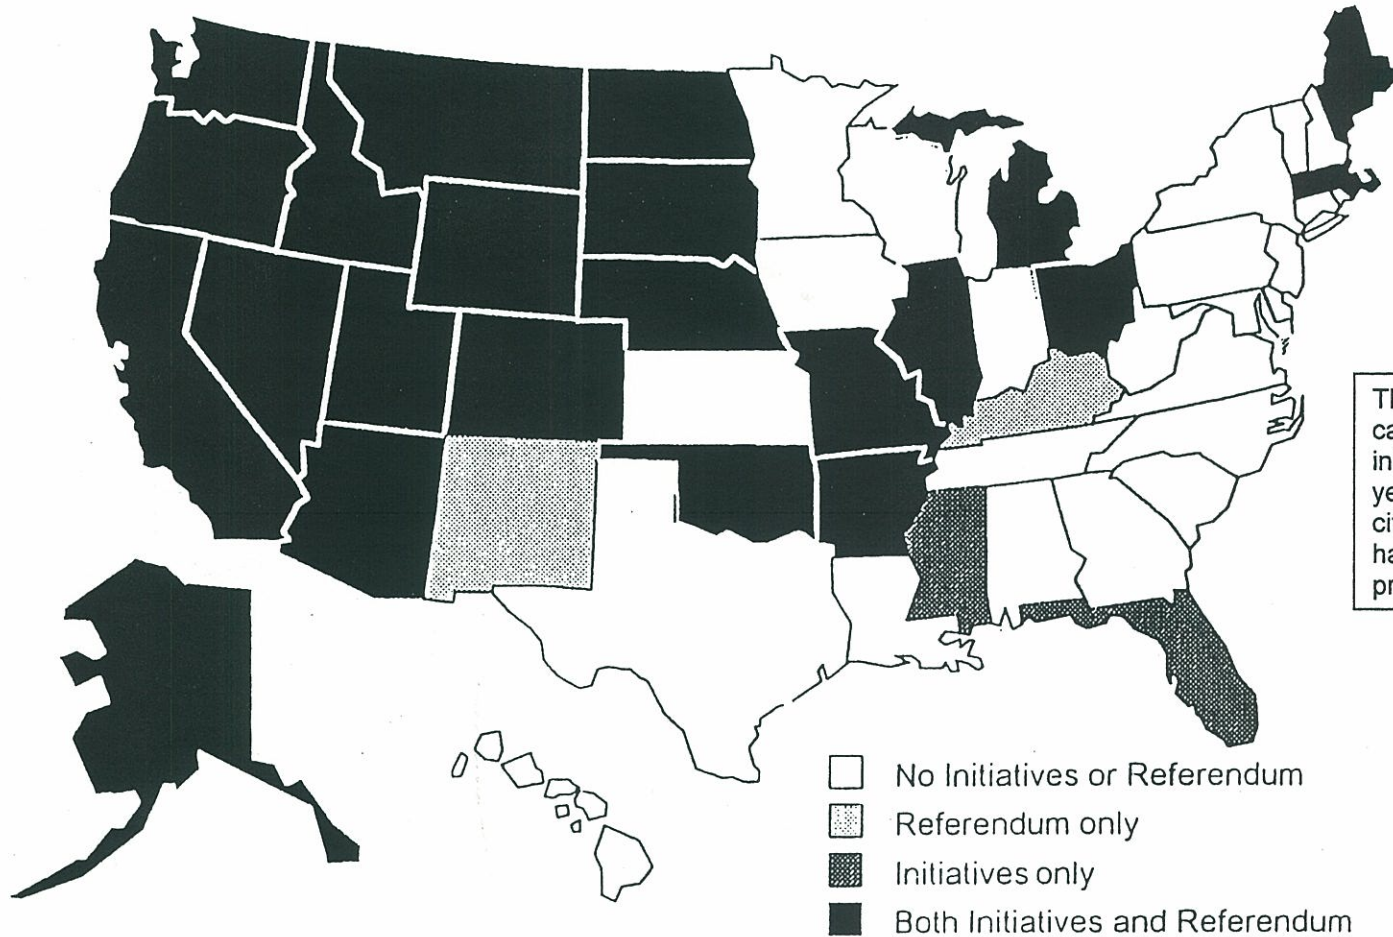 No Initiatives or Referendum
Referendum only
Initiatives only
Both Initiatives and Referendum